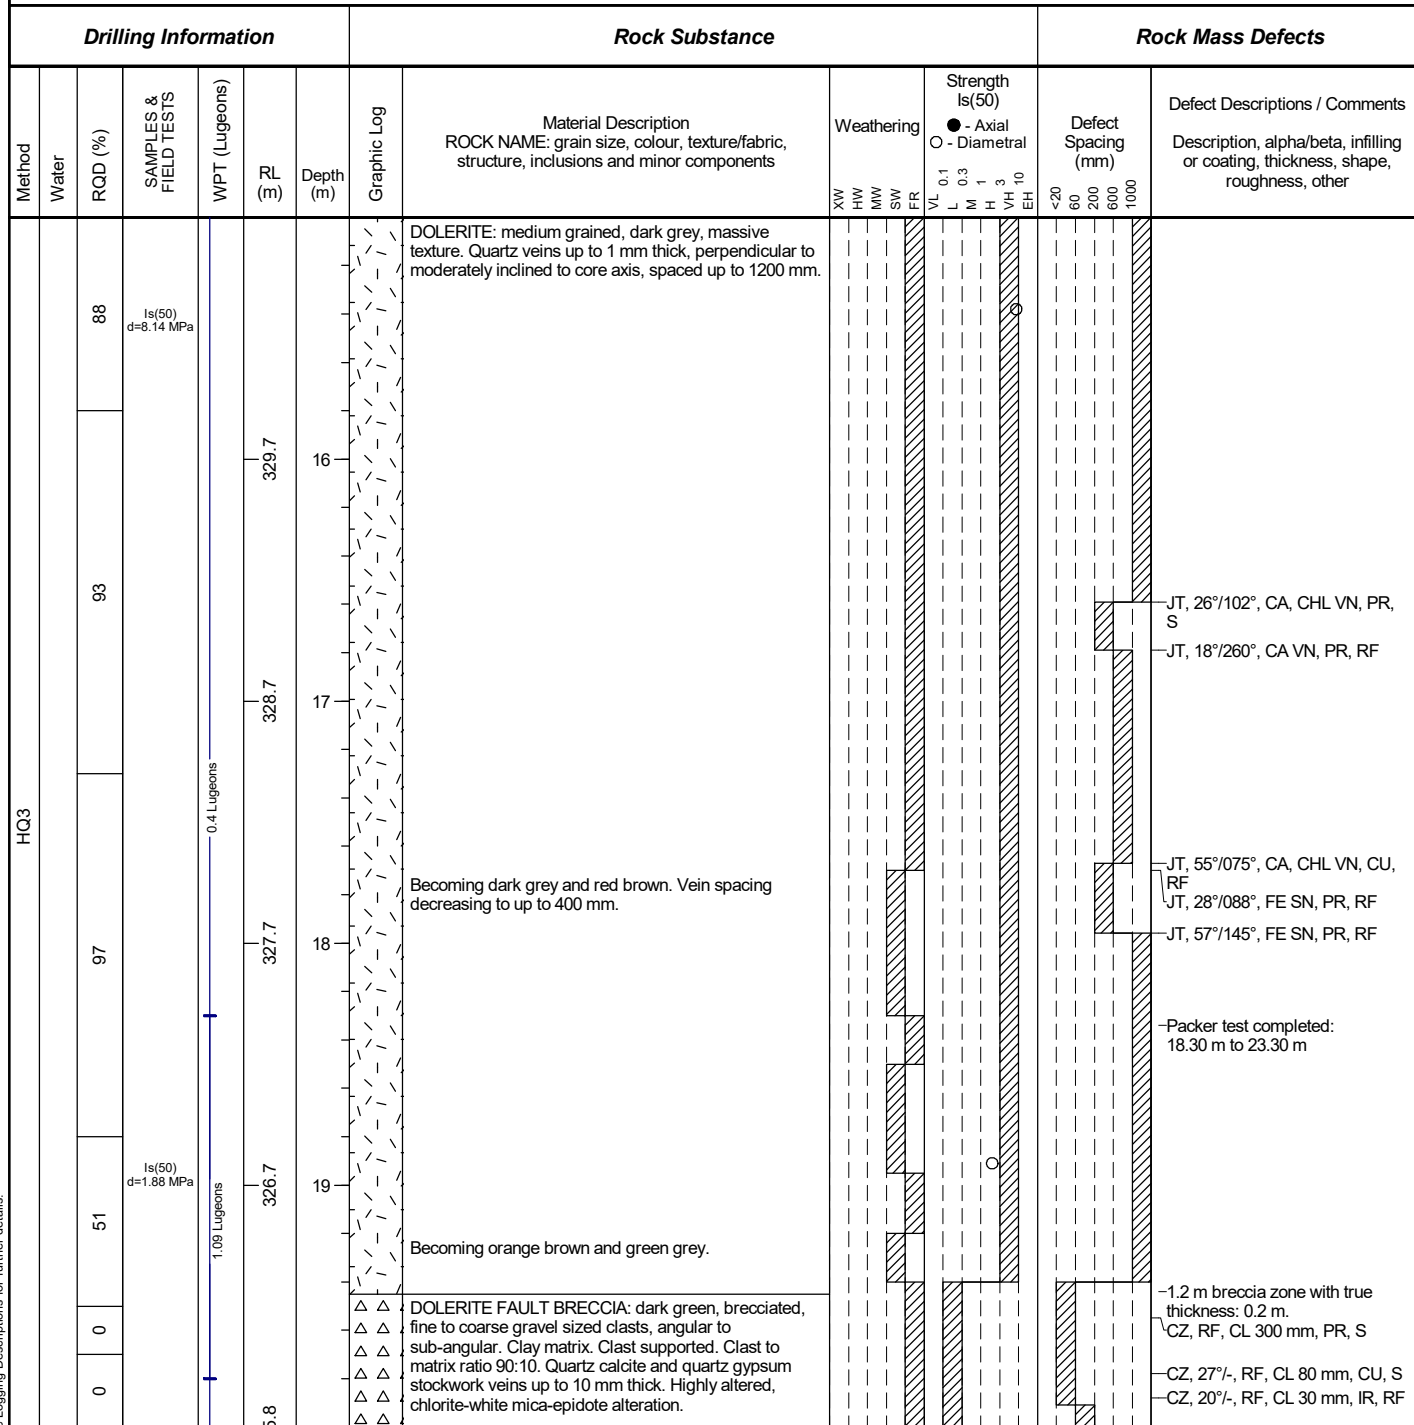 Drilling Information
Rock Substance
Rock Mass Defects
Method
Water
RQD (%)
SAMPLES &
FIELD TESTS
WPT (Lugeons)
RL
(m)
Depth
(m)
Graphic Log
Material Description
ROCK NAME: grain size, colour, texture/fabric,
structure, inclusions and minor components
Weathering
XW
HW
MW
SW
FR
Strength
Is(50)
● - Axial
○ - Diametral
VL
0.1
L
0.3
M
1
H
3
VH
10
EH
Defect
Spacing
(mm)
<20
60
200
600
1000
Defect Descriptions / Comments
Description, alpha/beta, infilling
or coating, thickness, shape,
roughness, other
DOLERITE: medium grained, dark grey, massive
texture. Quartz veins up to 1 mm thick, perpendicular to
moderately inclined to core axis, spaced up to 1200 mm.
88
Is(50)
d=8.14 MPa
329.7
16
93
JT, 26°/102°, CA, CHL VN, PR,
S
JT, 18°/260°, CA VN, PR, RF
328.7
17
0.4 Lugeons
HQ3
JT, 55°/075°, CA, CHL VN, CU,
RF
Becoming dark grey and red brown. Vein spacing
decreasing to up to 400 mm.
JT, 28°/088°, FE SN, PR, RF
JT, 57°/145°, FE SN, PR, RF
97
327.7
18
Packer test completed:
18.30 m to 23.30 m
Is(50)
d=1.88 MPa
326.7
19
51
1.09 Lugeons
Becoming orange brown and green grey.
1.2 m breccia zone with true
thickness: 0.2 m.
DOLERITE FAULT BRECCIA: dark green, brecciated,
fine to coarse gravel sized clasts, angular to
sub-angular. Clay matrix. Clast supported. Clast to
matrix ratio 90:10. Quartz calcite and quartz gypsum
stockwork veins up to 10 mm thick. Highly altered,
chlorite-white mica-epidote alteration.
0
CZ, RF, CL 300 mm, PR, S
CZ, 27°/-, RF, CL 80 mm, CU, S
0
CZ, 20°/-, RF, CL 30 mm, IR, RF
5.8
Logging Descriptions for further details.